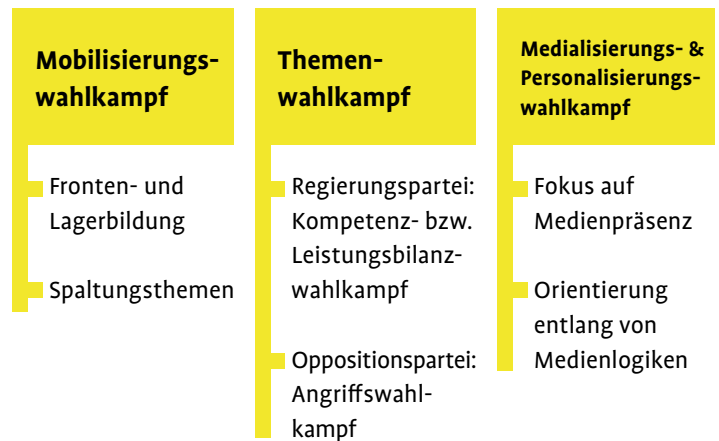 Mobilisierungs-
wahlkampf
Fronten- und
Lagerbildung
Spaltungsthemen
Themen-
wahlkampf
Regierungspartei:
Kompetenz- bzw.
Leistungsbilanz-
wahlkampf
Oppositionspartei:
Angriffswahl-
kampf
Medialisierungs- &
Personalisierungs-
wahlkampf
Fokus auf
Medienpräsenz
Orientierung
entlang von
Medienlogiken